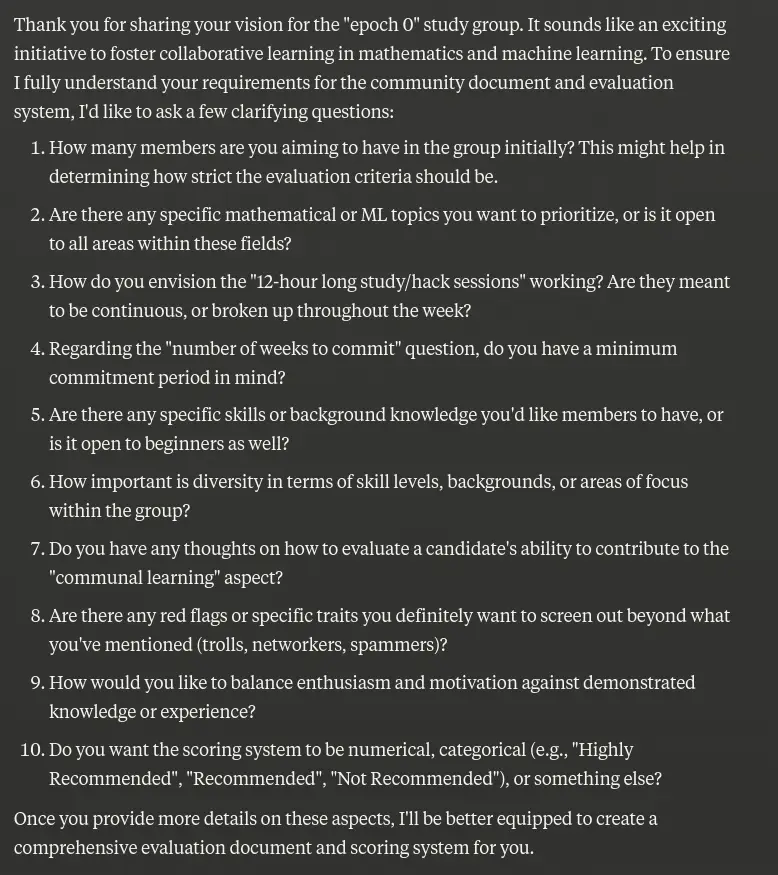 Thank you for sharing your vision for the "epoch 0" study group. It sounds like an exciting
initiative to foster collaborative learning in mathematics and machine learning. To ensure
I fully understand your requirements for the community document and evaluation
system, I'd like to ask a few clarifying questions:
1. How many members are you aiming to have in the group initially? This might help in
determining how strict the evaluation criteria should be.
2. Are there any specific mathematical or ML topics you want to prioritize, or is it open
to all areas within these fields?
3. How do you envision the "12-hour long study/hack sessions" working? Are they meant
to be continuous, or broken up throughout the week?
4. Regarding the "number of weeks to commit" question, do you have a minimum
commitment period in mind?
5. Are there any specific skills or background knowledge you'd like members to have, or
is it open to beginners as well?
6. How important is diversity in terms of skill levels, backgrounds, or areas of focus
within the group?
7. Do you have any thoughts on how to evaluate a candidate's ability to contribute to the
"communal learning" aspect?
8. Are there any red flags or specific traits you definitely want to screen out beyond what
you've mentioned (trolls, networkers, spammers)?
9. How would you like to balance enthusiasm and motivation against demonstrated
knowledge or experience?
10. Do you want the scoring system to be numerical, categorical (e.g., "Highly
Recommended", "Recommended", "Not Recommended"), or something else?
Once you provide more details on these aspects, I'll be better equipped to create a
comprehensive evaluation document and scoring system for you.